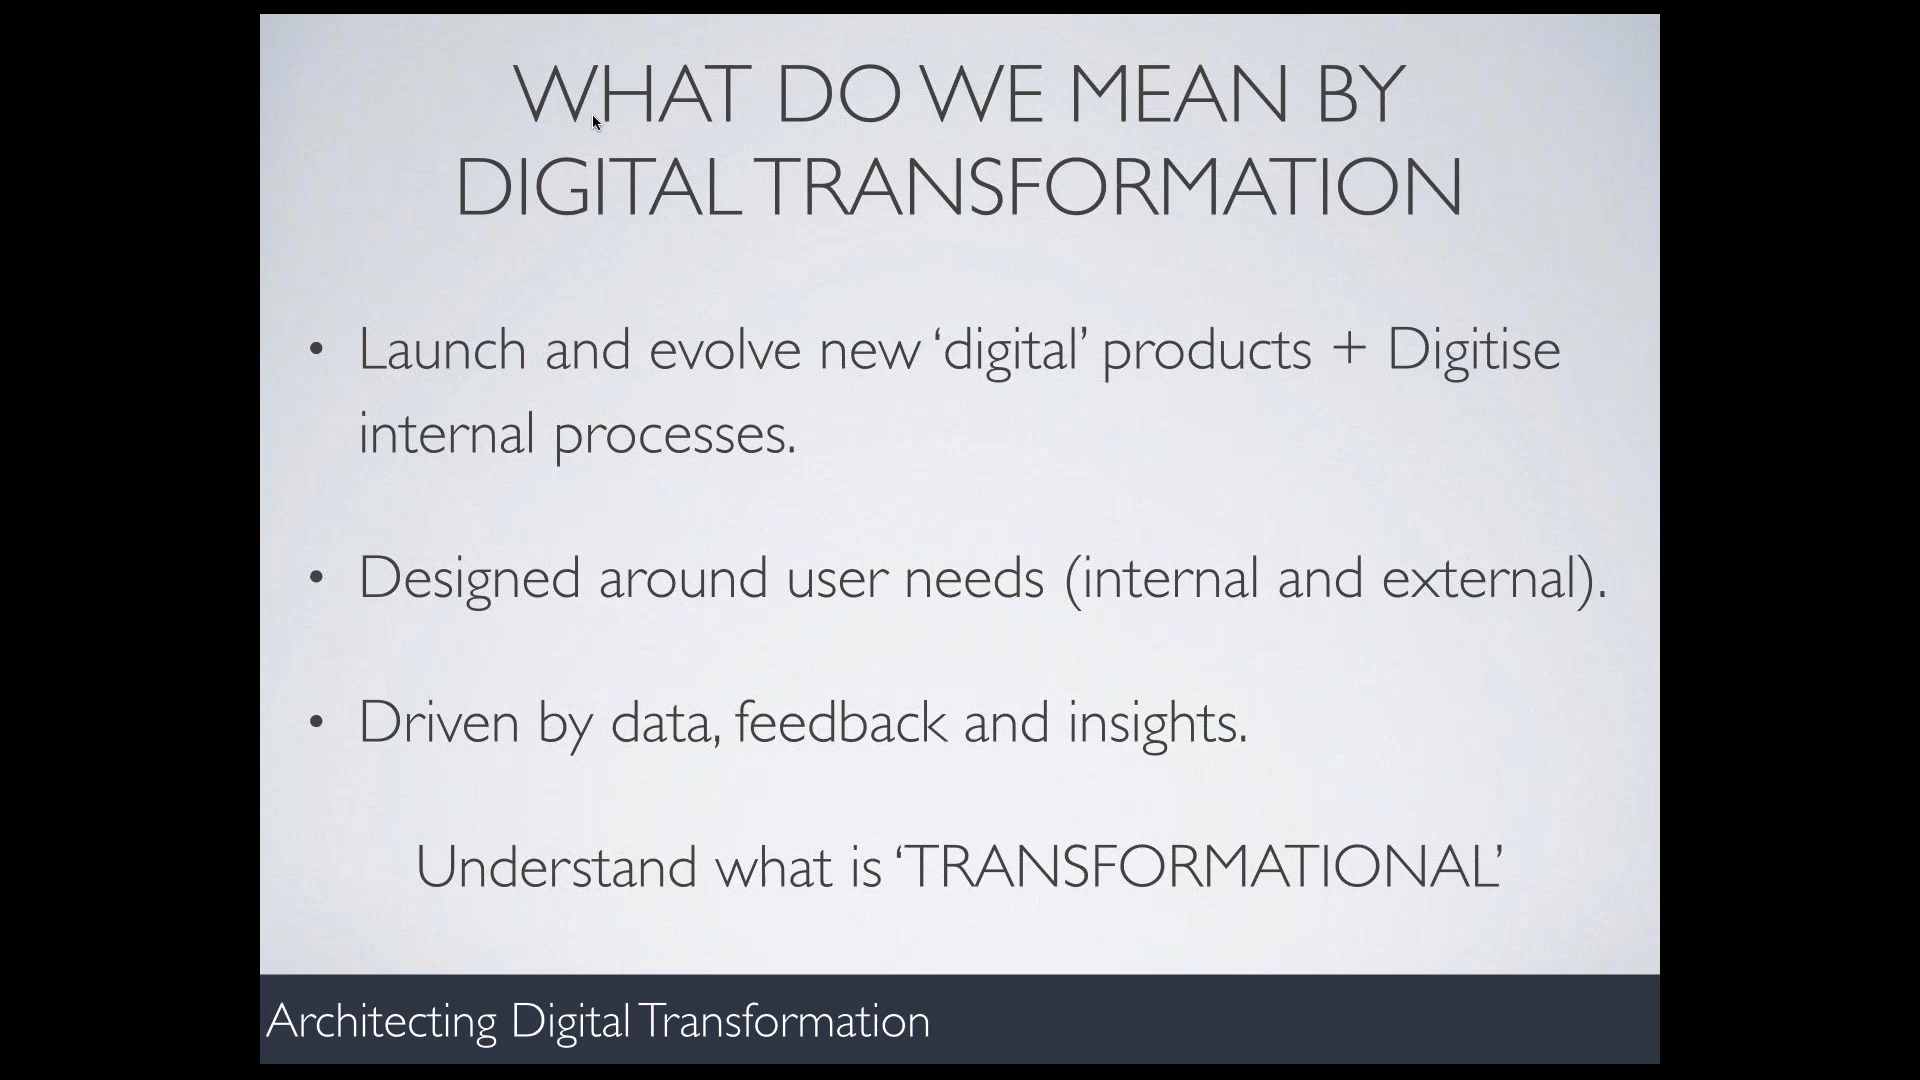 WHAT DO WE MEAN BY
DIGITAL TRANSFORMATION
• Launch and evolve new ‘digital’ products + Digitise
internal processes.
• Designed around user needs (internal and external).
• Driven by data, feedback and insights.
Understand what is ‘TRANSFORMATIONAL’
Architecting Digital Transformation